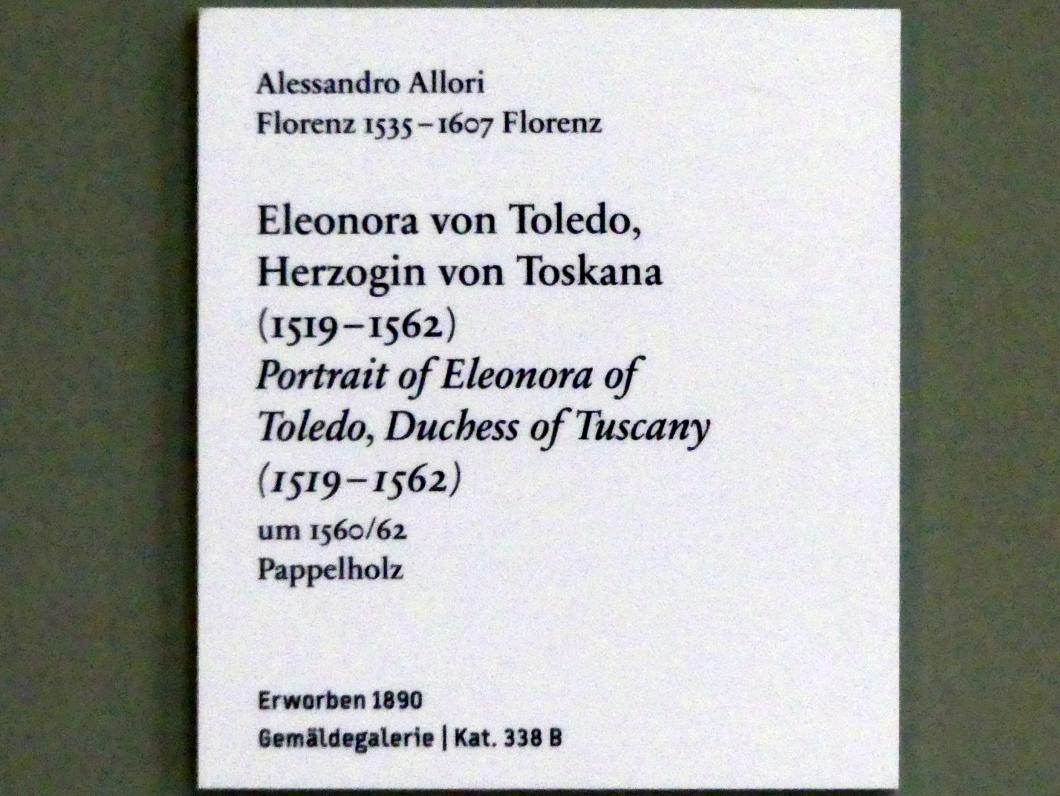 Alessandro Allori
Florenz 1535–1607 Florenz
Eleonora von Toledo,
Herzogin von Toskana
(1519–1562)
Portrait of Eleonora of
Toledo, Duchess of Tuscany
(1519–1562)
um 1560/62
Pappelholz
Erworben 1890
Gemäldegalerie | Kat. 338 B